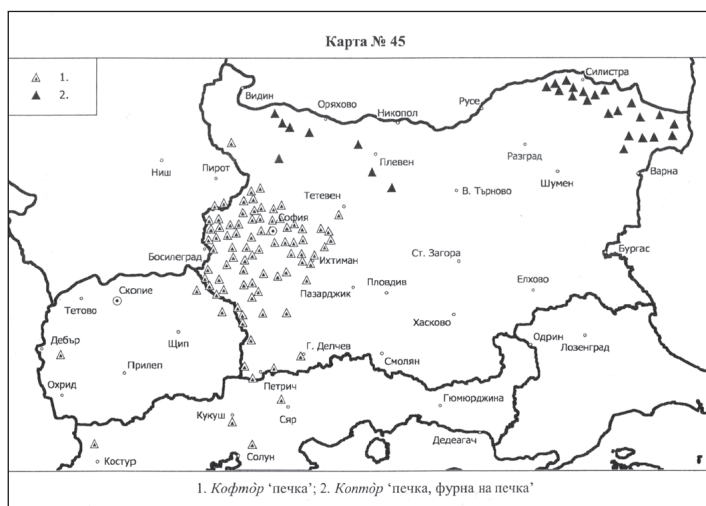 Карта № 45
1.
2.
Силистра
Видин
Оряхово
Никопол
Русе
Ниш
Пирот
Плевен
Разград
Шумен
Варна
Тетевен
В. Търново
София
Босилеград
Ихтиман
Ст. Загора
Бургас
Скопие
Тетово
Пазарджик
Пловдив
Елхово
Хасково
Дебър
Щип
Одрин
Лозенград
Прилеп
Г. Делчев
Смолян
Охрид
Петрич
Гюмюрджина
Кукуш
Сяр
Дедеагач
Костур
Солун
1. Кофто̀р ‘печка’; 2. Копто̀р ‘печка, фурна на печка’